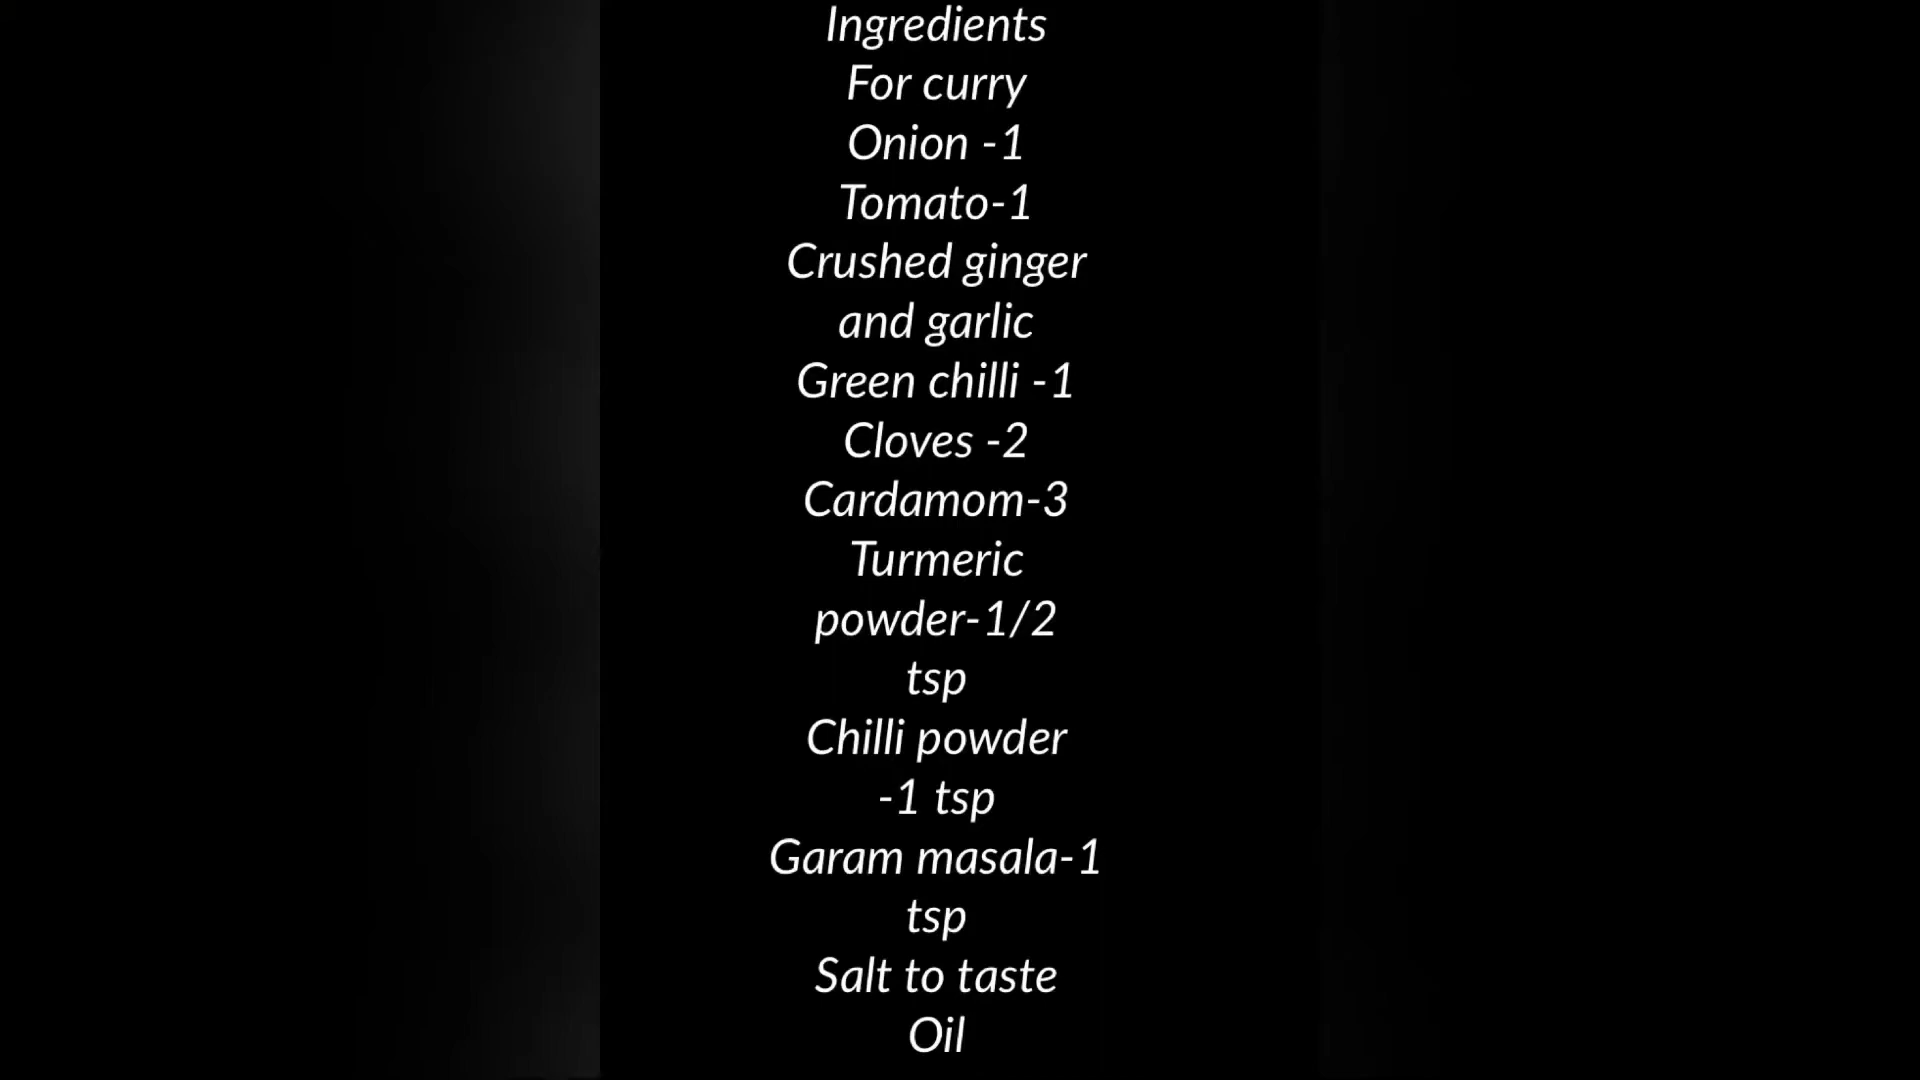 Ingredients
For curry
Onion -1
Tomato-1
Crushed ginger
and garlic
Green chilli -1
Cloves -2
Cardamom-3
Turmeric
powder-1/2
tsp
Chilli powder
-1 tsp
Garam masala-1
tsp
Salt to taste
Oil